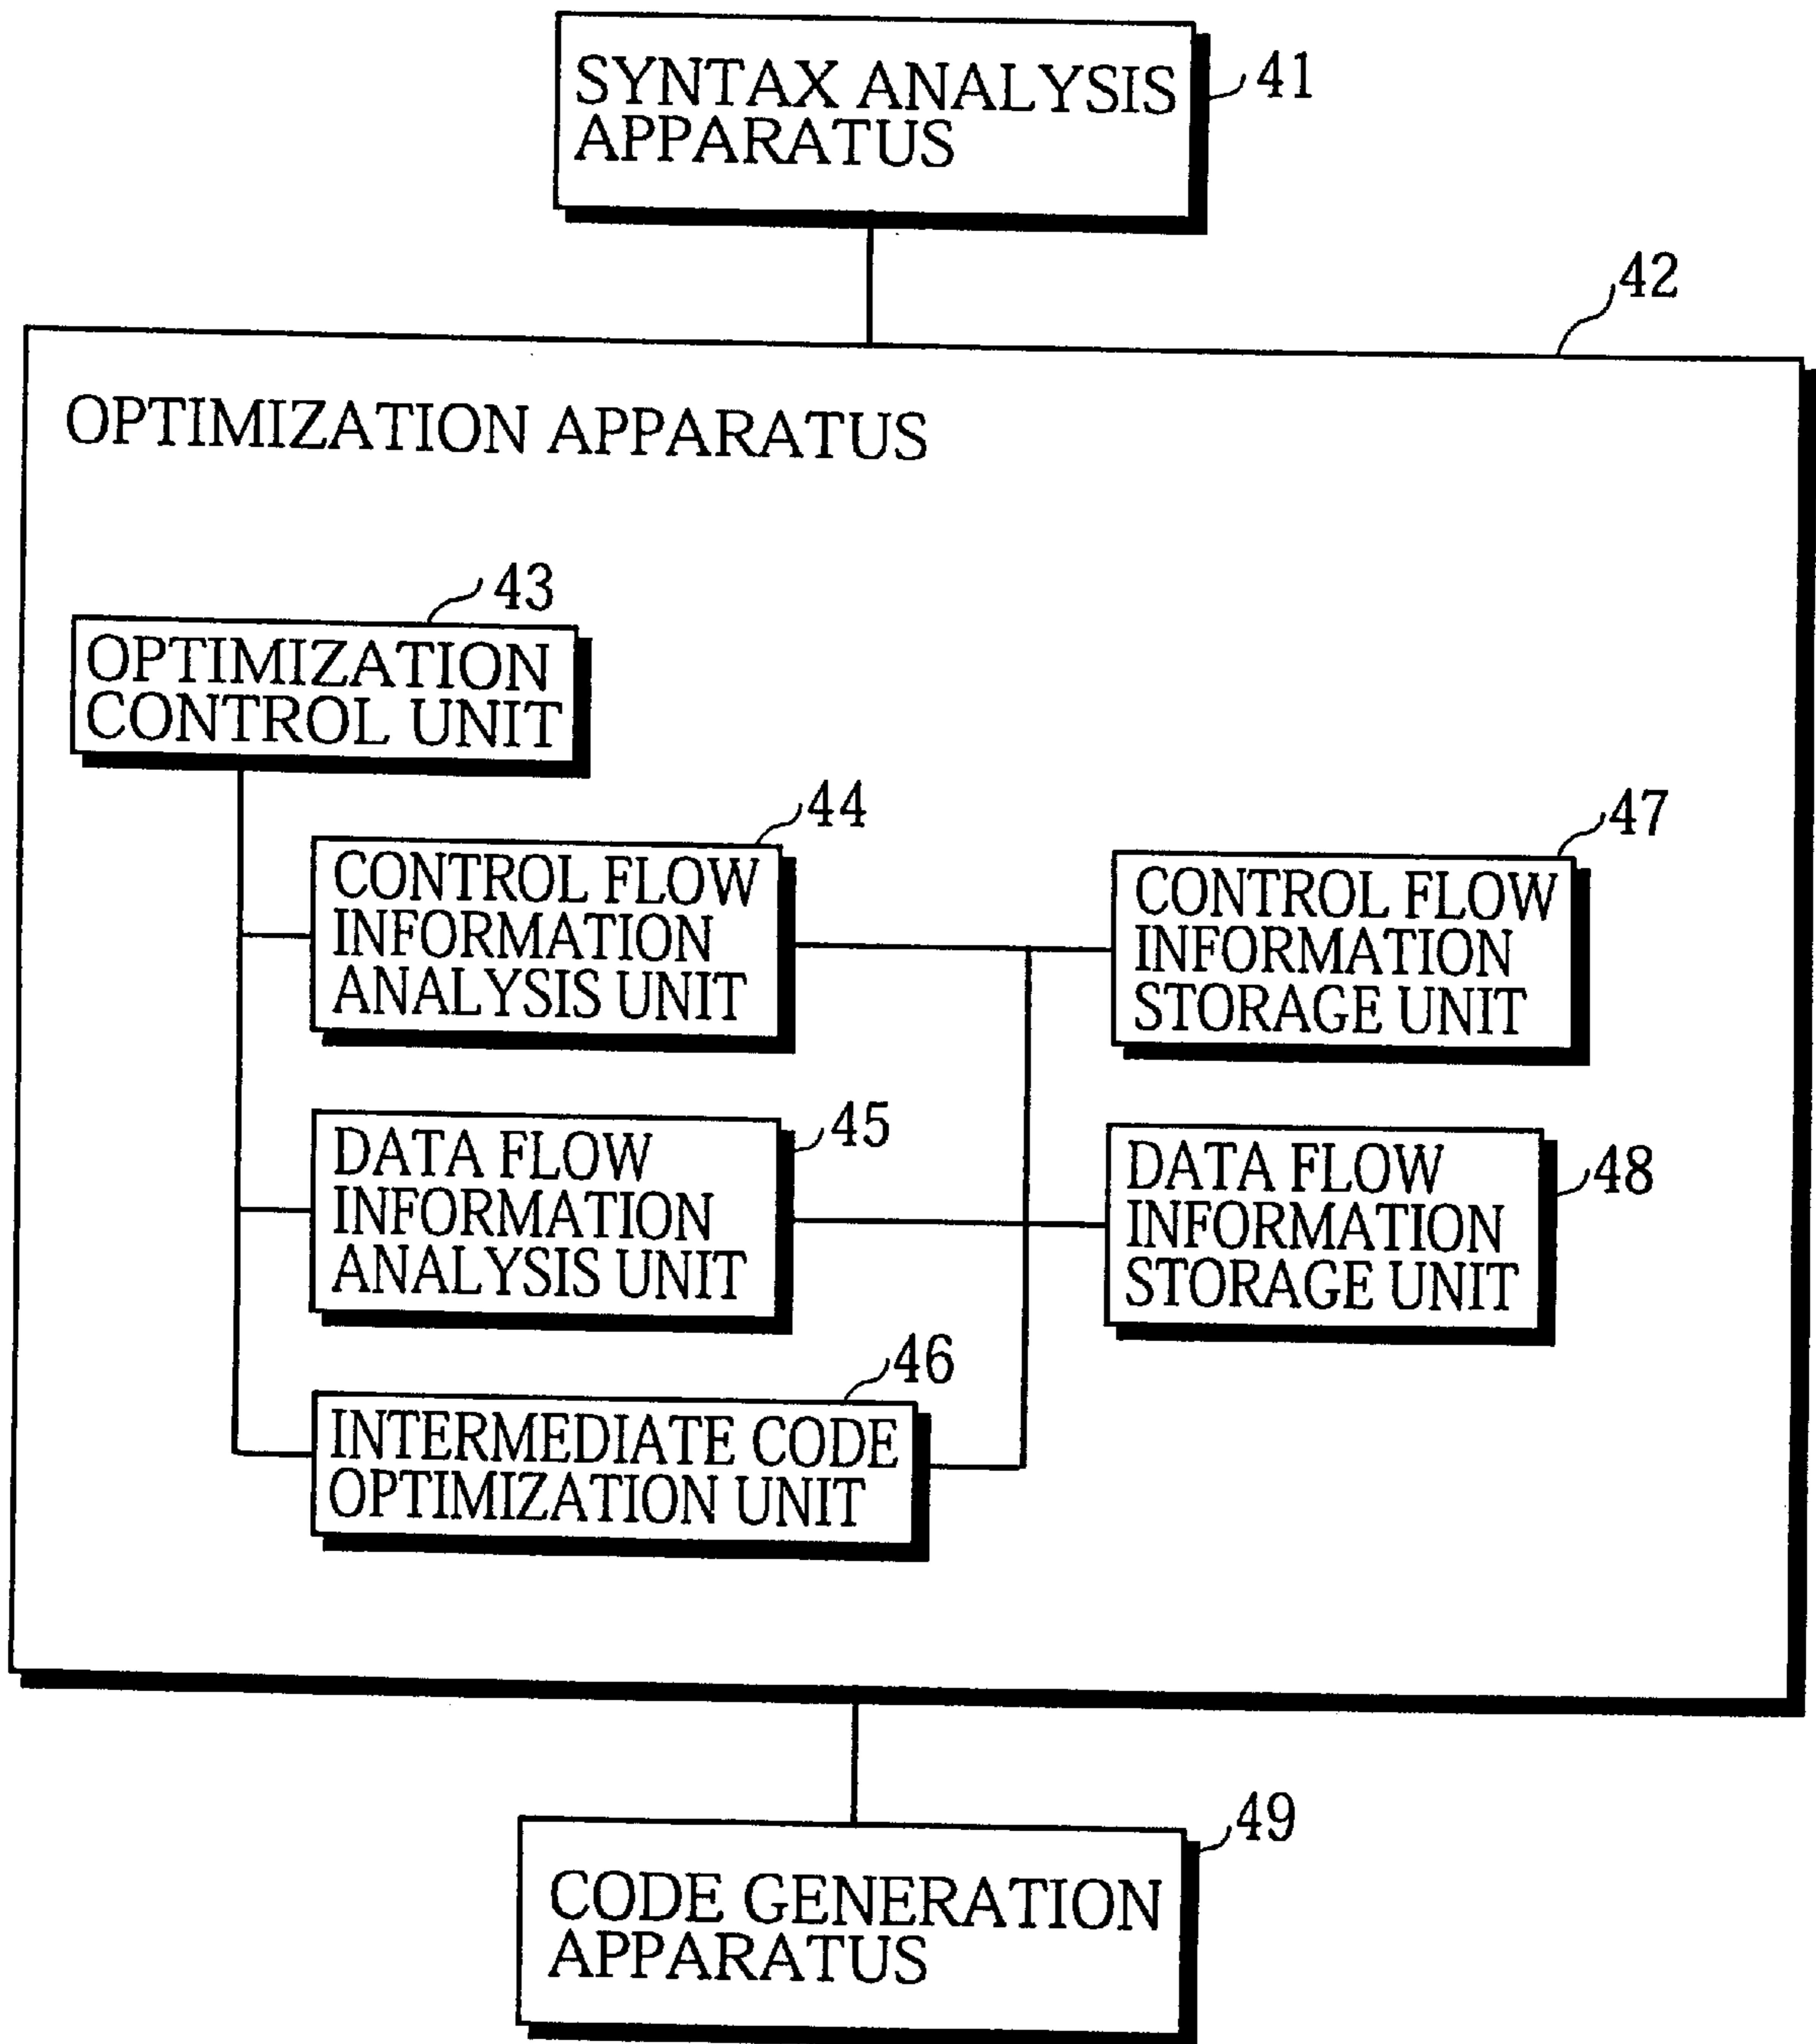 SYNTAX ANALYSIS
APPARATUS
41
42
OPTIMIZATION APPARATUS
43
OPTIMIZATION
CONTROL UNIT
44
CONTROL FLOW
INFORMATION
ANALYSIS UNIT
47
CONTROL FLOW
INFORMATION
STORAGE UNIT
45
DATA FLOW
INFORMATION
ANALYSIS UNIT
48
DATA FLOW
INFORMATION
STORAGE UNIT
46
INTERMEDIATE CODE
OPTIMIZATION UNIT
49
CODE GENERATION
APPARATUS